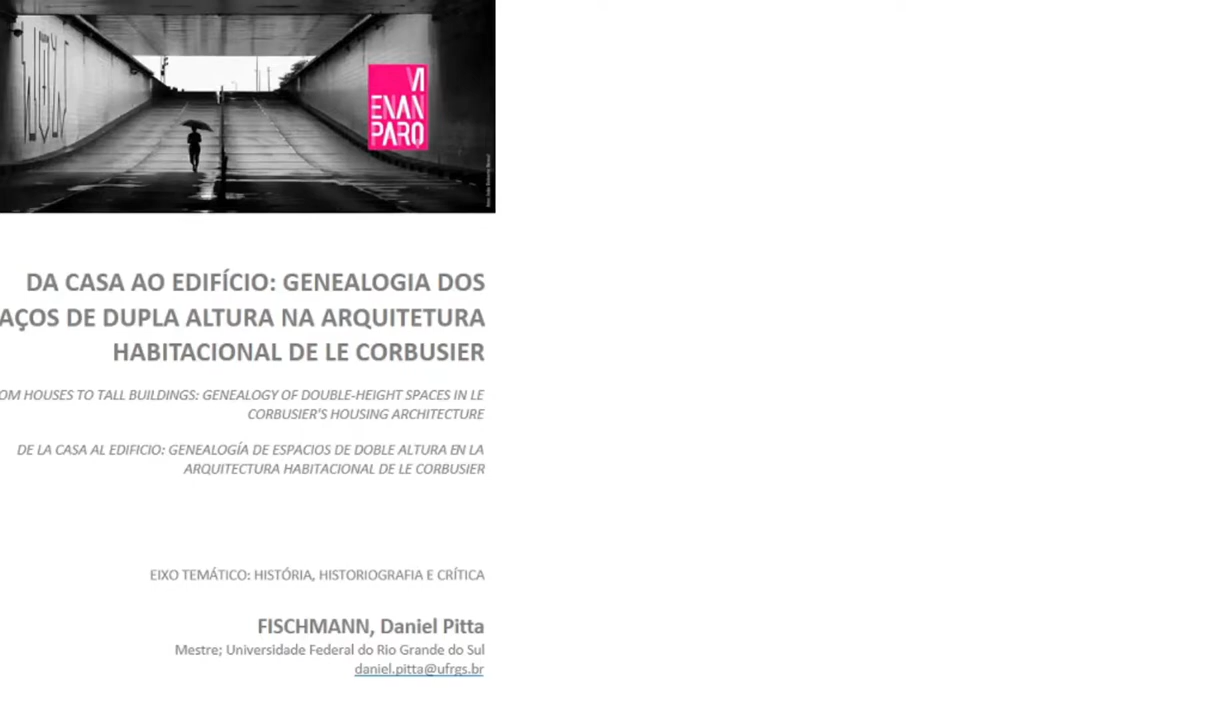 VI
ENAN
PARQ
DA CASA AO EDIFÍCIO: GENEALOGIA DOS
AÇOS DE DUPLA ALTURA NA ARQUITETURA
HABITACIONAL DE LE CORBUSIER
OM HOUSES TO TALL BUILDINGS: GENEALOGY OF DOUBLE-HEIGHT SPACES IN LE
CORBUSIER'S HOUSING ARCHITECTURE
DE LA CASA AL EDIFICIO: GENEALOGÍA DE ESPACIOS DE DOBLE ALTURA EN LA
ARQUITECTURA HABITACIONAL DE LE CORBUSIER
EIXO TEMÁTICO: HISTÓRIA, HISTORIOGRAFIA E CRÍTICA
FISCHMANN, Daniel Pitta
Mestre; Universidade Federal do Rio Grande do Sul
daniel.pitta@ufrgs.br